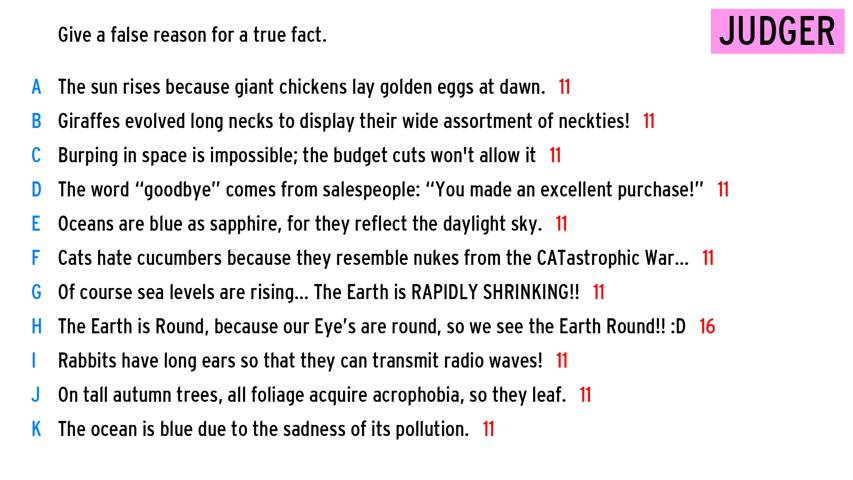 Give a false reason for a true fact.
JUDGER
A The sun rises because giant chickens lay golden eggs at dawn. 11
B Giraffes evolved long necks to display their wide assortment of neckties! 11
C Burping in space is impossible; the budget cuts won't allow it 11
D The word “goodbye” comes from salespeople: “You made an excellent purchase!” 11
E Oceans are blue as sapphire, for they reflect the daylight sky. 11
F Cats hate cucumbers because they resemble nukes from the CATastrophic War... 11
G Of course sea levels are rising... The Earth is RAPIDLY SHRINKING!! 11
H The Earth is Round, because our Eye’s are round, so we see the Earth Round!! :D 16
I Rabbits have long ears so that they can transmit radio waves! 11
J On tall autumn trees, all foliage acquire acrophobia, so they leaf. 11
K The ocean is blue due to the sadness of its pollution. 11